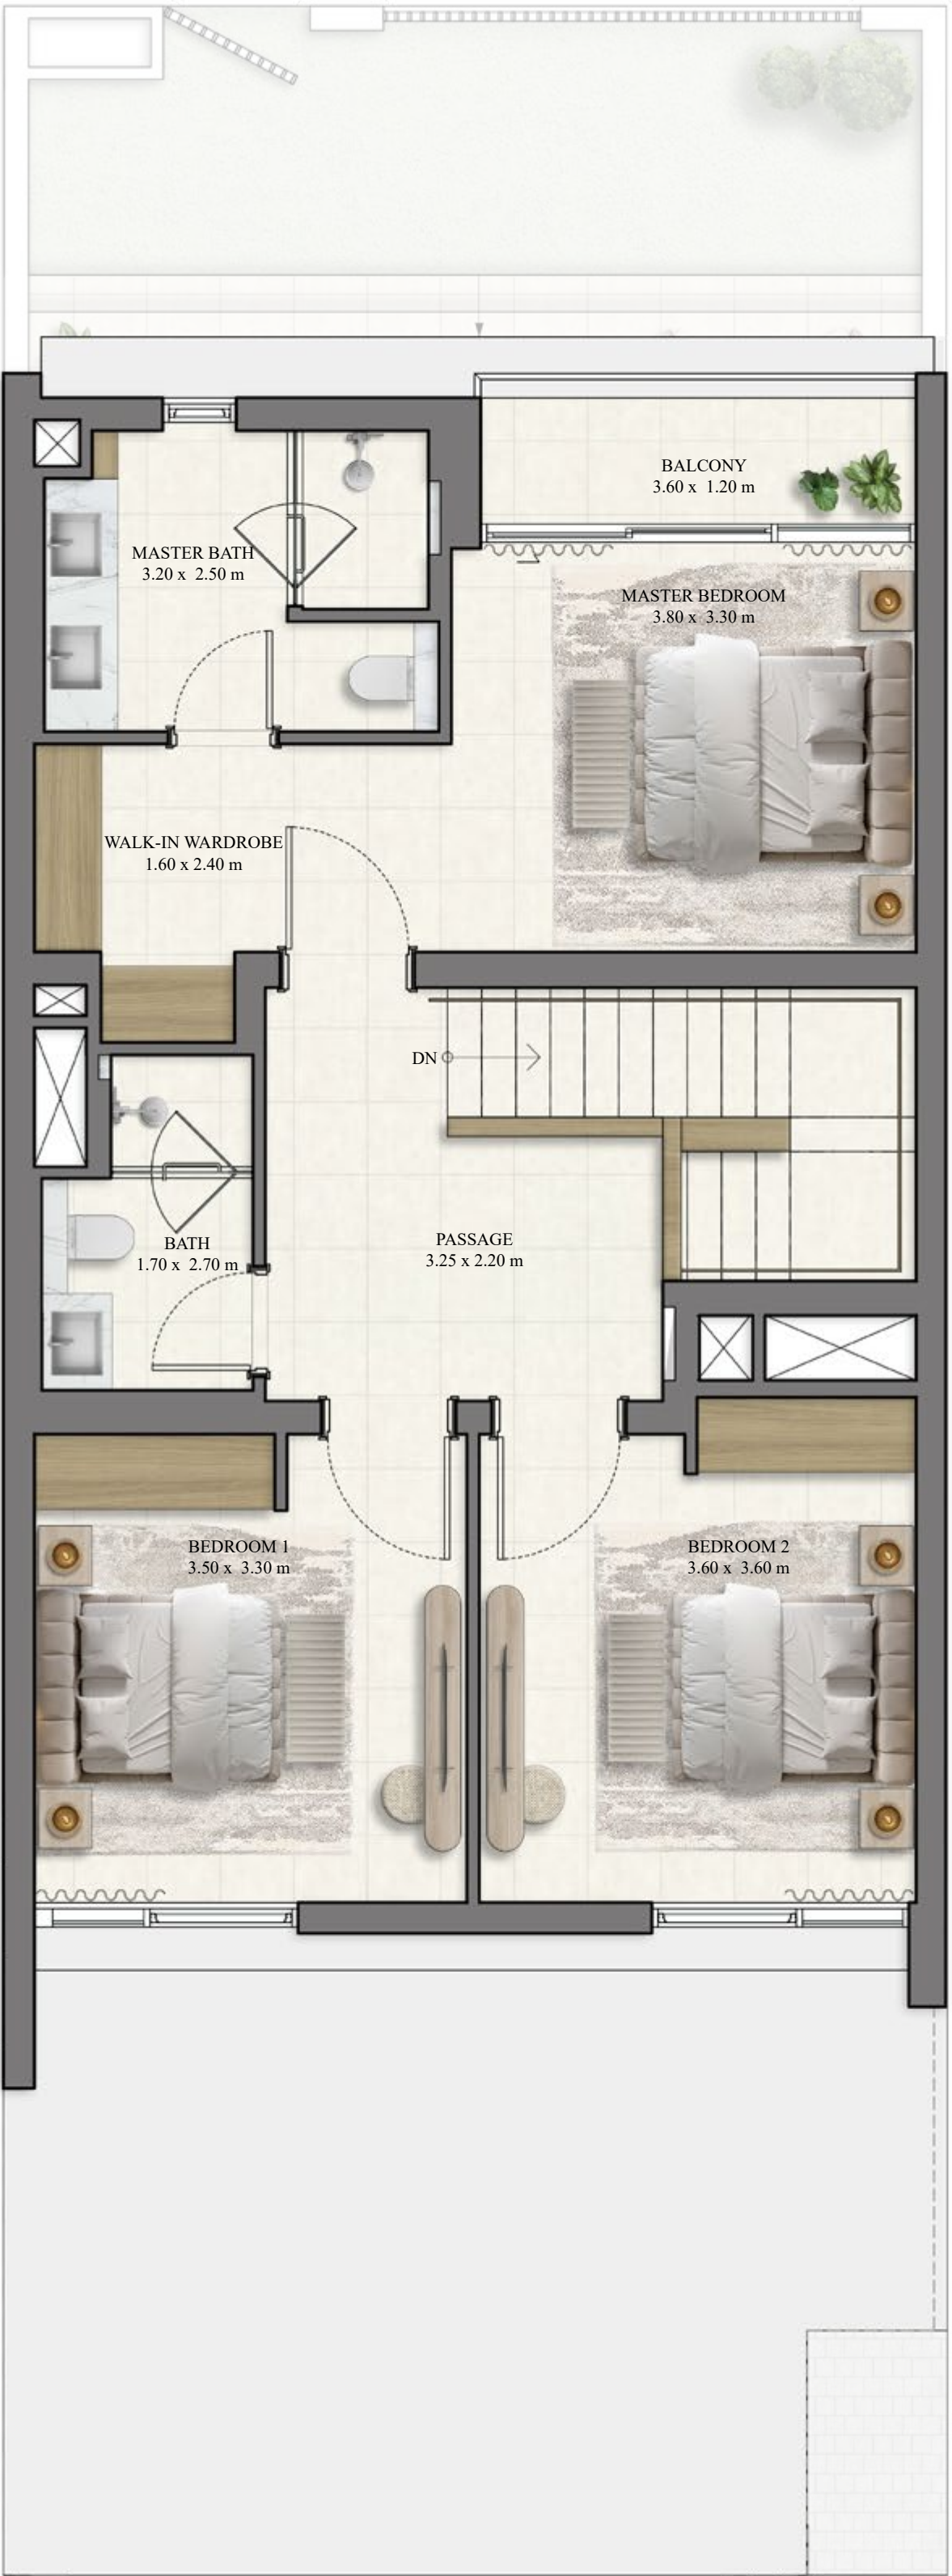 BALCONY
3.60 x 1.20 m
MASTER BATH
3.20 x 2.50 m
MASTER BEDROOM
3.80 x 3.30 m
WALK-IN WARDROBE
1.60 x 2.40 m
DN
PASSAGE
3.25 x 2.20 m
BATH
1.70 x 2.70 m
BEDROOM 1
3.50 x 3.30 m
BEDROOM 2
3.60 x 3.60 m